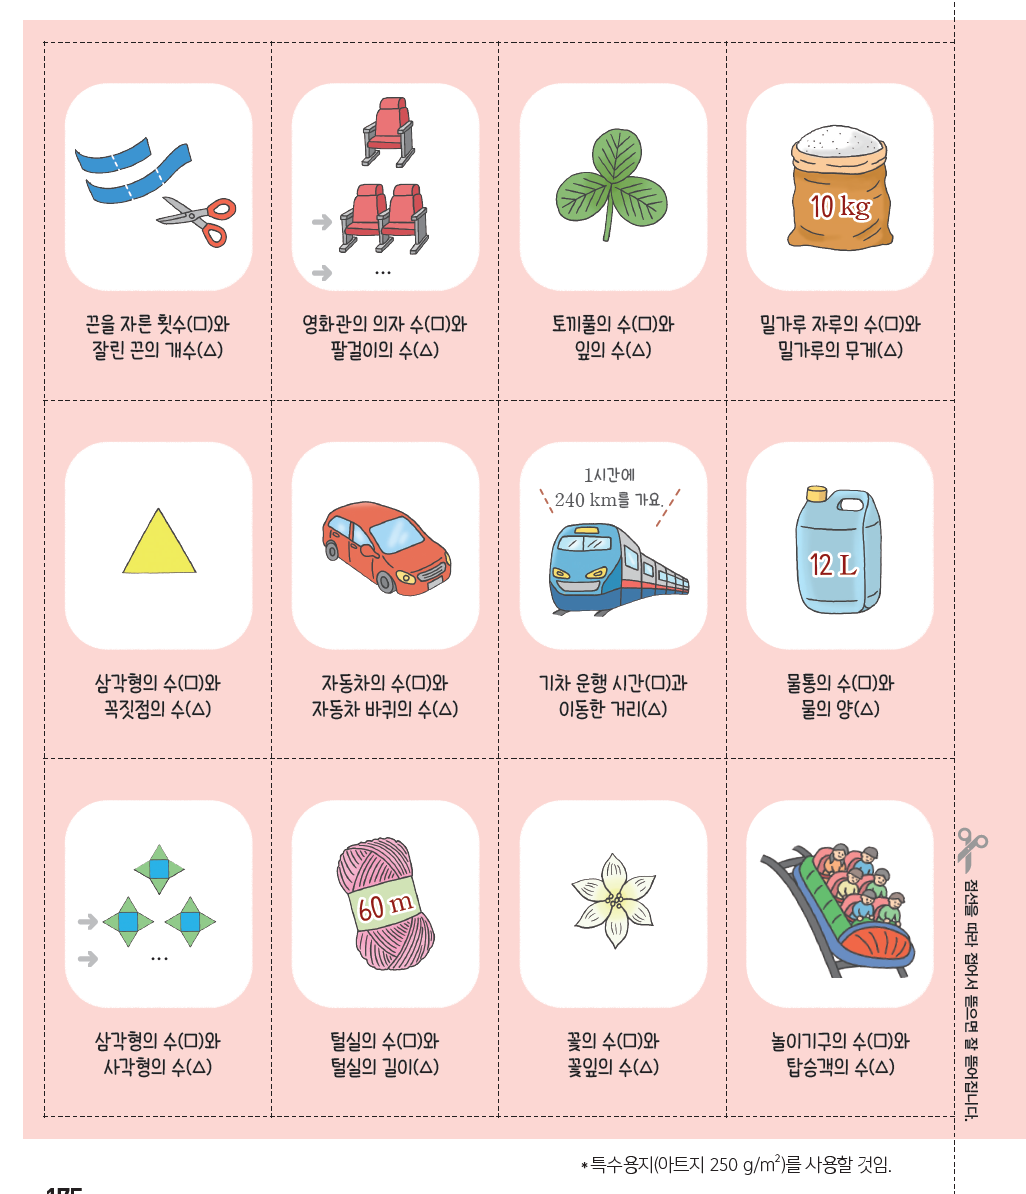 10 kg
...
끈을 자른 횟수(□)와
잘린 끈의 개수(△)
영화관의 의자 수(□)와
팔걸이의 수(△)
토끼풀의 수(□)와
잎의 수(△)
밀가루 자루의 수(□)와
밀가루의 무게(△)
1시간에
240 km를 가요.
12 L
삼각형의 수(□)와
꼭짓점의 수(△)
자동차의 수(□)와
자동차 바퀴의 수(△)
기차 운행 시간(□)과
이동한 거리(△)
물통의 수(□)와
물의 양(△)
60 m
...
삼각형의 수(□)와
사각형의 수(△)
털실의 수(□)와
털실의 길이(△)
꽃의 수(□)와
꽃잎의 수(△)
놀이기구의 수(□)와
탑승객의 수(△)
점선을 따라 접어서 뜯으면 잘 뜯어집니다.
*특수용지(아트지 250 g/m²)를 사용할 것임.